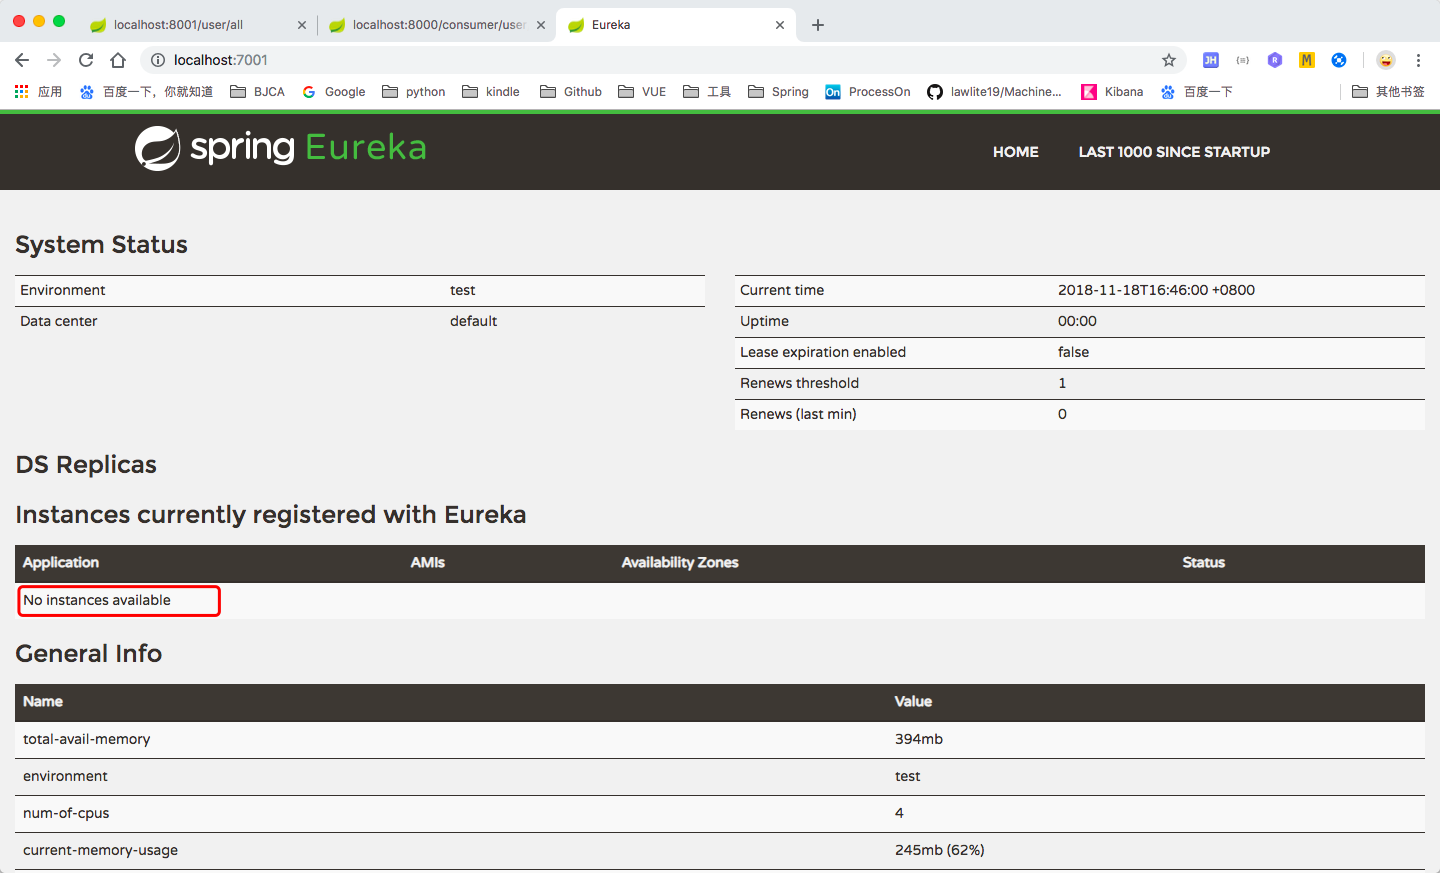 localhost:8001/user/all
localhost:8000/consumer/user
Eureka
localhost:7001
JH
R
M
应用
百度一下，你就知道
BJCA
Google
python
kindle
Github
VUE
工具
Spring
On ProcessOn
lawlite19/Machine...
Kibana
百度一下
其他书签
spring Eureka
HOME LAST 1000 SINCE STARTUP
System Status
Environment test
Data center default
Current time 2018-11-18T16:46:00 +0800
Uptime 00:00
Lease expiration enabled false
Renews threshold 1
Renews (last min) 0
DS Replicas
Instances currently registered with Eureka
Application AMIs Availability Zones Status
No instances available
General Info
Name Value
total-avail-memory 394mb
environment test
num-of-cpus 4
current-memory-usage 245mb (62%)